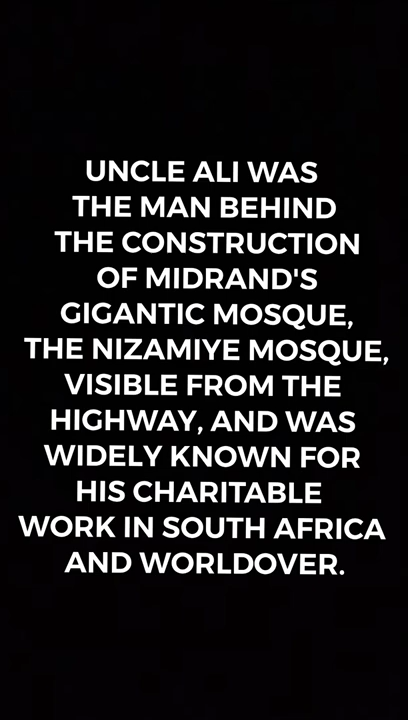 UNCLE ALI WAS
THE MAN BEHIND
THE CONSTRUCTION
OF MIDRAND'S
GIGANTIC MOSQUE,
THE NIZAMIYE MOSQUE,
VISIBLE FROM THE
HIGHWAY, AND WAS
WIDELY KNOWN FOR
HIS CHARITABLE
WORK IN SOUTH AFRICA
AND WORLDOVER.